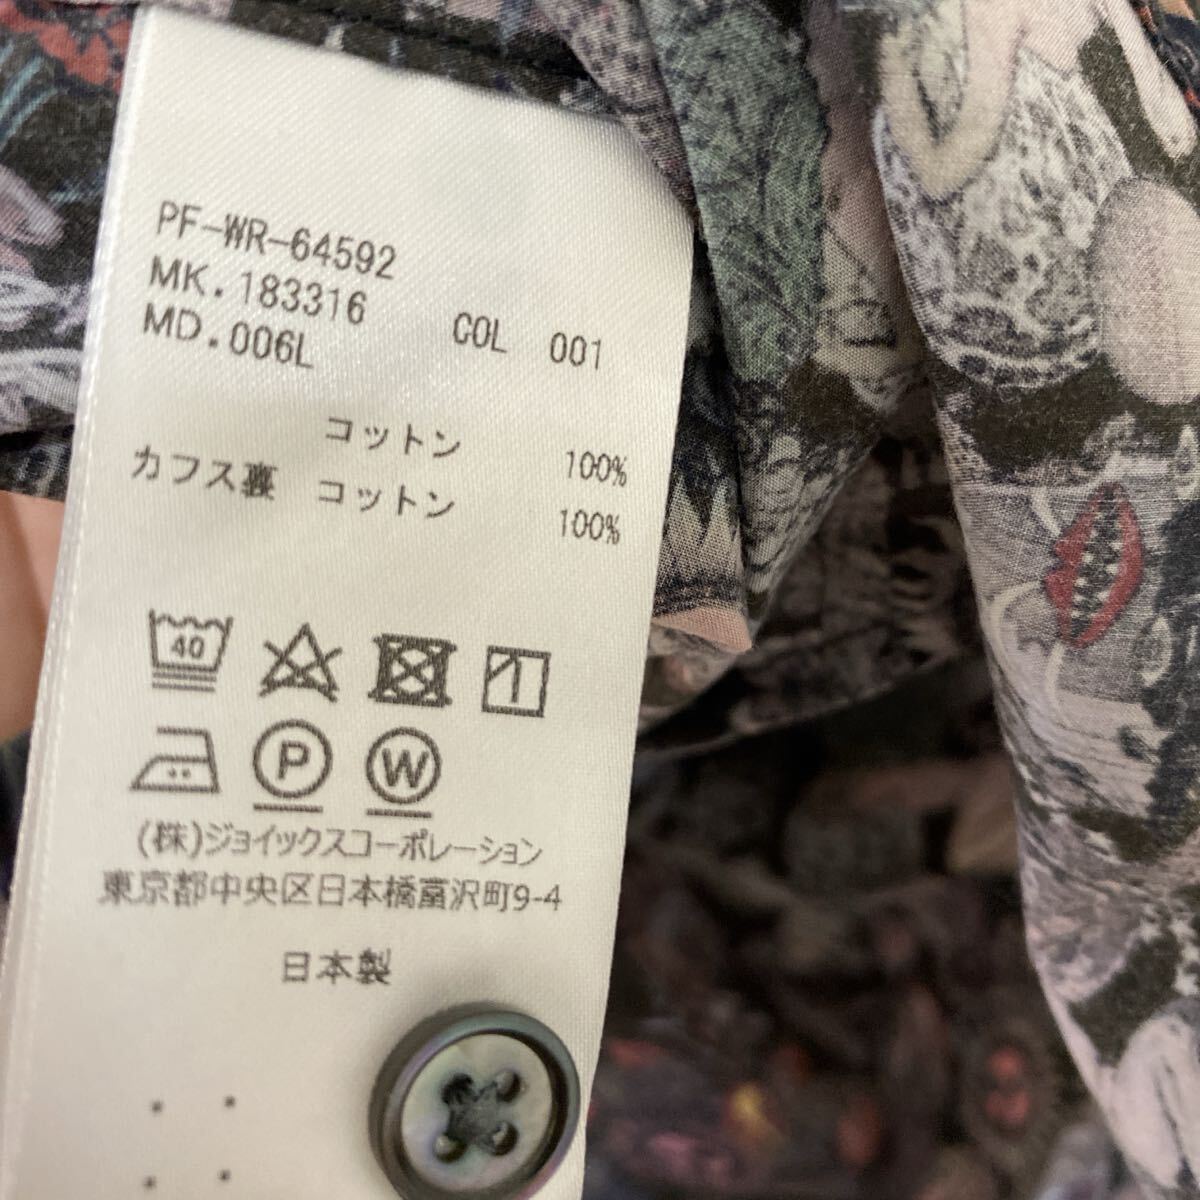 PF-WR-64592
MK.183316
MD.006L COL 001
コットン 100%
カフス裏 コットン 100%
40
P W
(株)ジョイックスコーポレーション
東京都中央区日本橋富沢町9-4
日本製